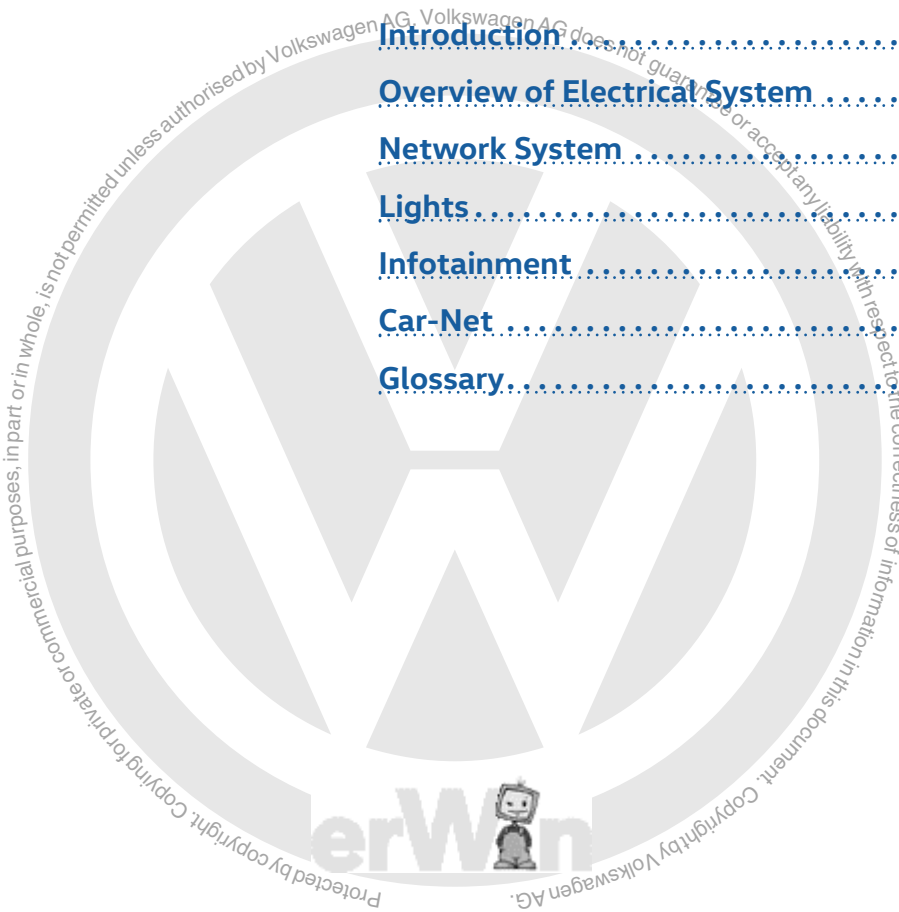 Introduction . . . . . . . . . . . . . . . . . . . . .
Overview of Electrical System . . . . .
Network System . . . . . . . . . . . . . . . . .
Lights . . . . . . . . . . . . . . . . . . . . . . . . . . .
Infotainment . . . . . . . . . . . . . . . . . . . .
Car-Net . . . . . . . . . . . . . . . . . . . . . . . . .
Glossary. . . . . . . . . . . . . . . . . . . . . . . . .
Protected by copyright. Copying for private or commercial purposes, in part or in whole, is not permitted unless authorised by Volkswagen AG. Volkswagen AG does not guarantee or accept any liability with respect to the correctness of information in this document. Copyright by Volkswagen AG.
erWin